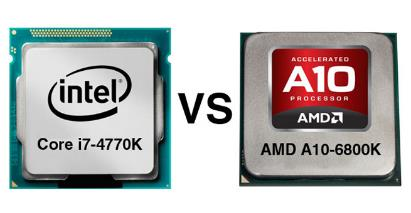 intel
Core i7-4770K
VS
ACCELERATED
A10
PROCESSOR
AMD
AMD A10-6800K